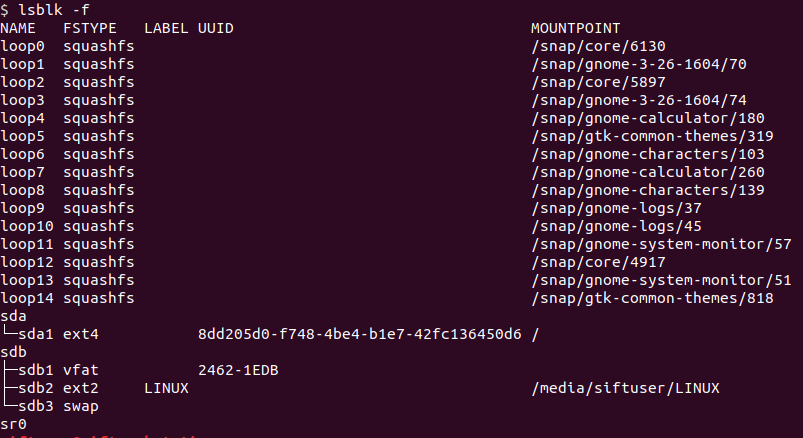 $ lsblk -f
NAME   FSTYPE   LABEL UUID                                 MOUNTPOINT
loop0  squashfs                                            /snap/core/6130
loop1  squashfs                                            /snap/gnome-3-26-1604/70
loop2  squashfs                                            /snap/core/5897
loop3  squashfs                                            /snap/gnome-3-26-1604/74
loop4  squashfs                                            /snap/gnome-calculator/180
loop5  squashfs                                            /snap/gtk-common-themes/319
loop6  squashfs                                            /snap/gnome-characters/103
loop7  squashfs                                            /snap/gnome-calculator/260
loop8  squashfs                                            /snap/gnome-characters/139
loop9  squashfs                                            /snap/gnome-logs/37
loop10 squashfs                                            /snap/gnome-logs/45
loop11 squashfs                                            /snap/gnome-system-monitor/57
loop12 squashfs                                            /snap/core/4917
loop13 squashfs                                            /snap/gnome-system-monitor/51
loop14 squashfs                                            /snap/gtk-common-themes/818
sda
└─sda1 ext4           8dd205d0-f748-4be4-b1e7-42fc136450d6 /
sdb
├─sdb1 vfat           2462-1EDB
├─sdb2 ext2     LINUX                                      /media/siftuser/LINUX
└─sdb3 swap
sr0